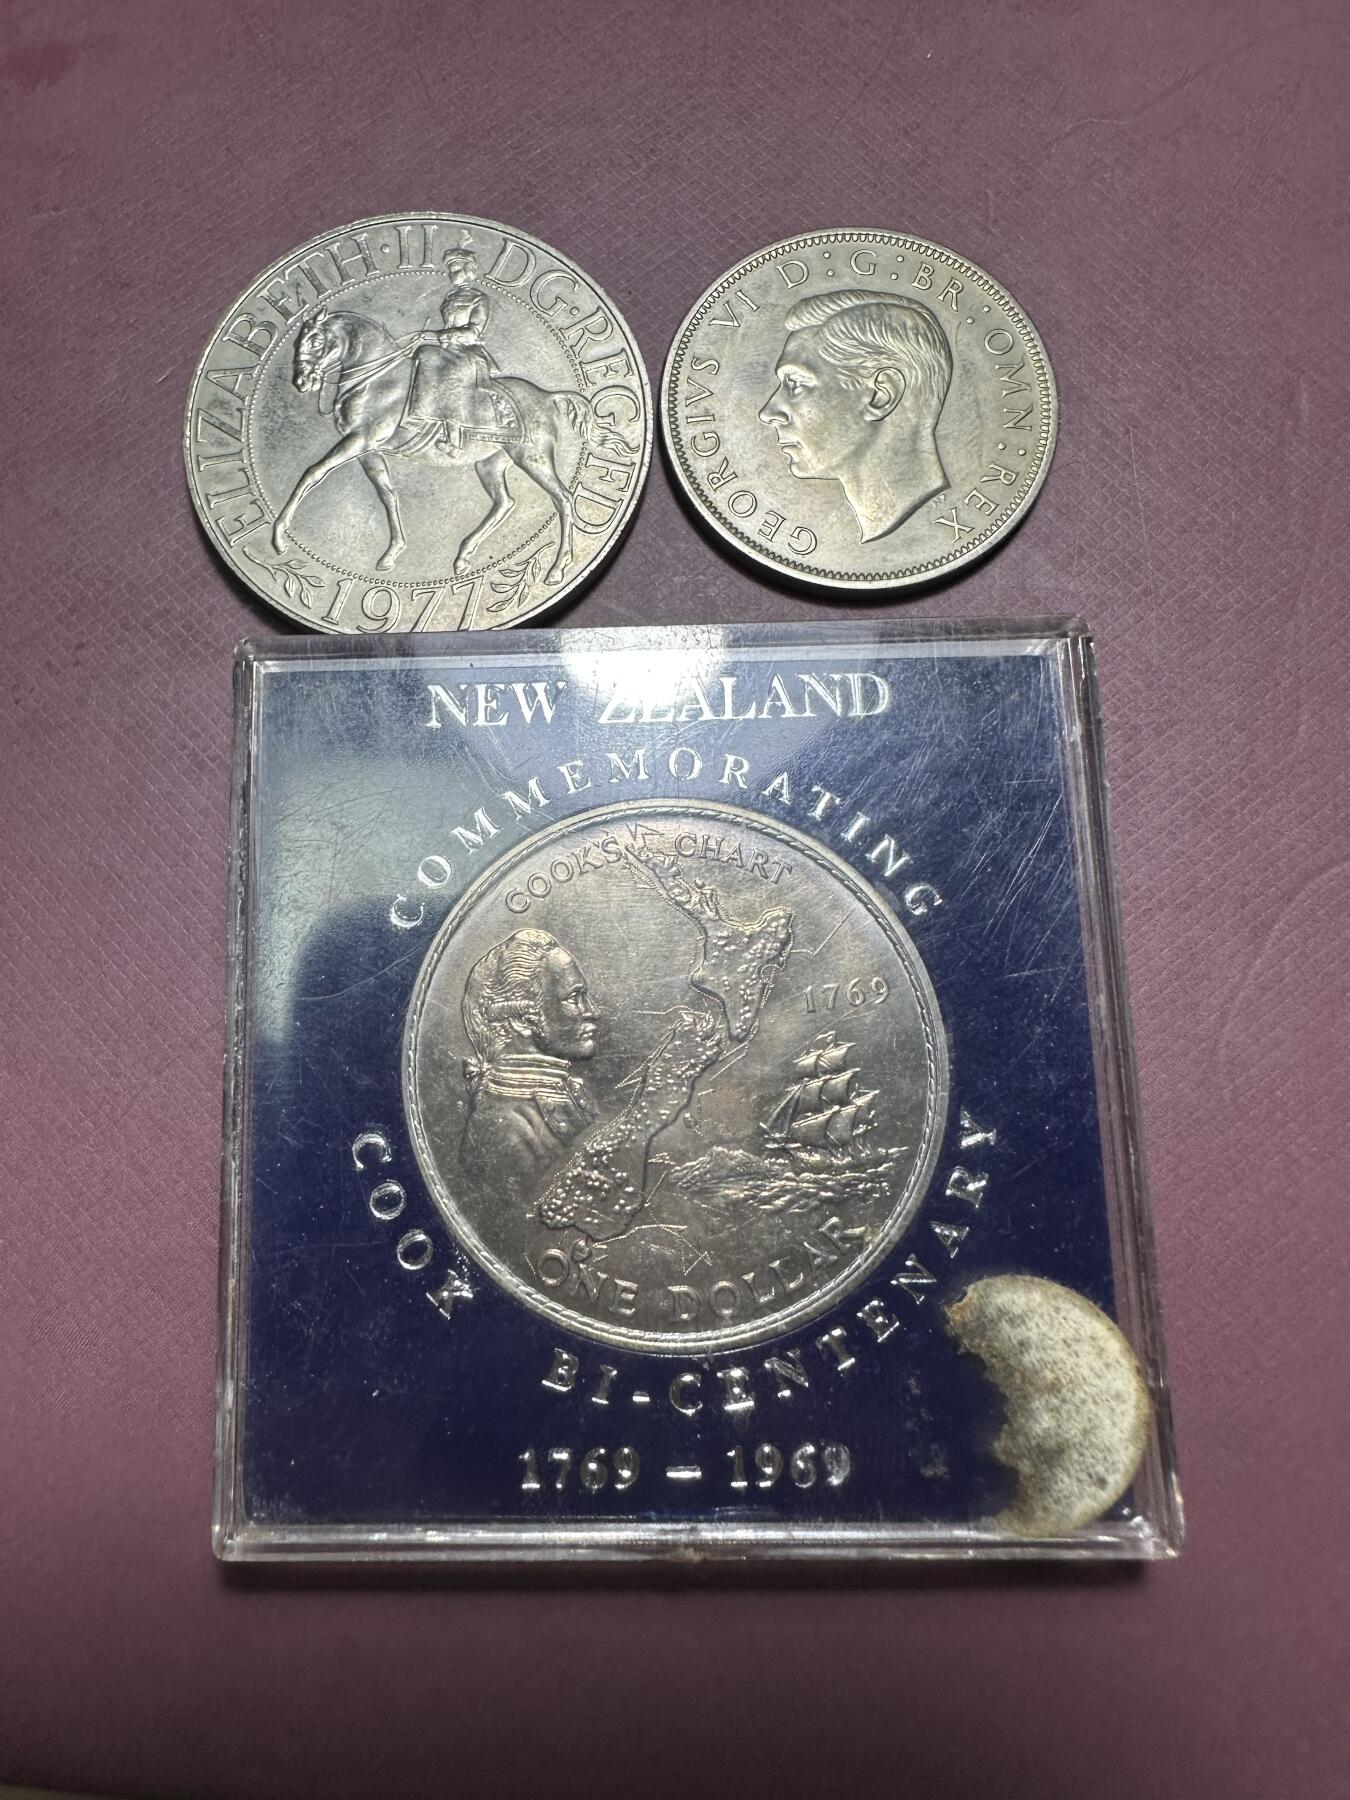 ELIZABETH·II DG·REG·FD
1977
GEORGIVS VI D:G:BR:OMN:REX
NEW ZEALAND
COMMEMORATING
COOK'S CHART
1769
ONE DOLLAR
COOK BI-CENTENARY
1769 – 1969